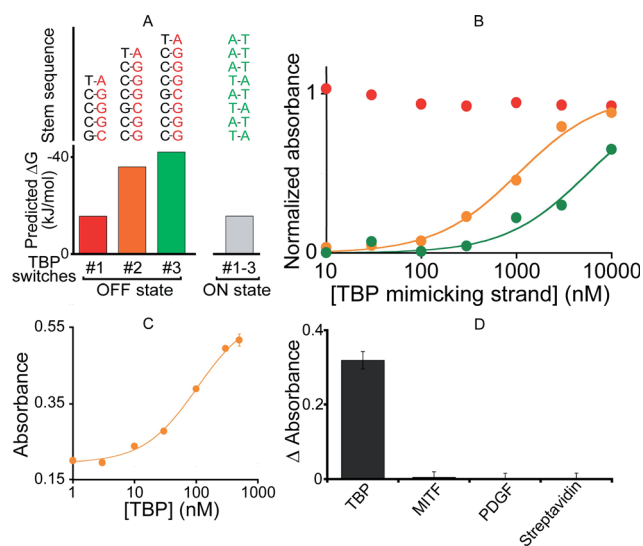 A
Stem sequence
T-A A-T
T-A C-G A-T
C-G C-G A-T
T-A C-G C-G T-A
C-G C-G G-C A-T
C-G G-C C-G T-A
C-G C-G C-G A-T
G-C C-G C-G T-A
Predicted ΔG
(kJ/mol)
-40
0
TBP
switches
#1 #2 #3 #1-3
OFF state ON state
B
Normalized absorbance
1
0
10 100 1000 10000
[TBP mimicking strand] (nM)
C
Absorbance
0.55
0.35
0.15
1 10 100 1000
[TBP] (nM)
D
Δ Absorbance
0.4
0.2
0
TBP
MITF
PDGF
Streptavidin